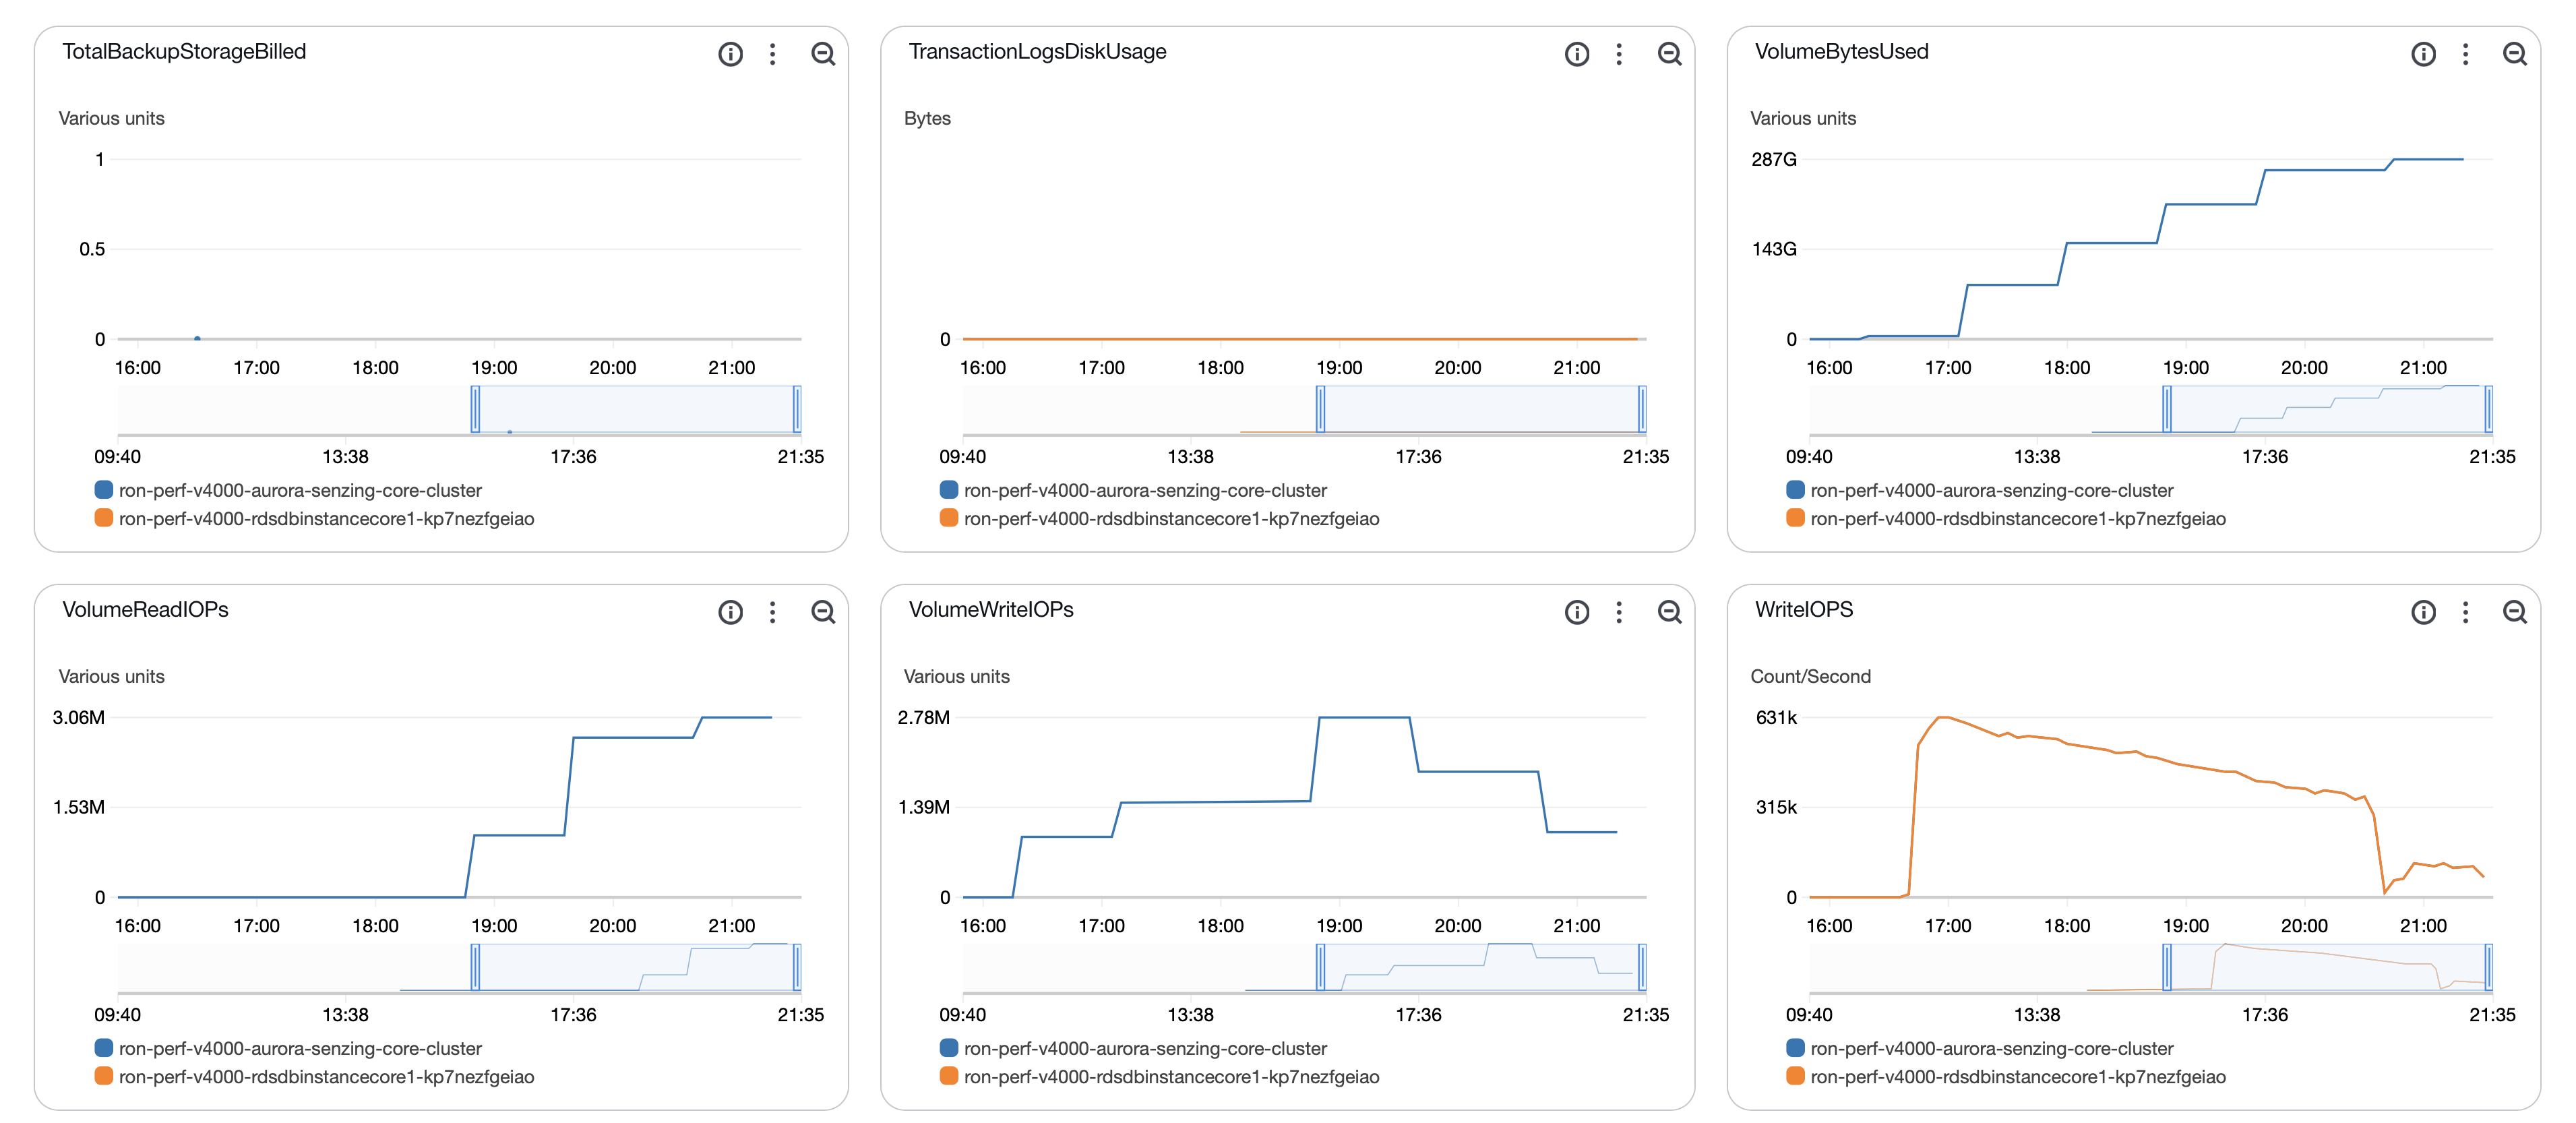 TotalBackupStorageBilled
Various units
1
0.5
0
16:00 17:00 18:00 19:00 20:00 21:00
09:40 13:38 17:36 21:35
ron-perf-v4000-aurora-senzing-core-cluster
ron-perf-v4000-rdsdbinstancecore1-kp7nezfgeiao
TransactionLogsDiskUsage
Bytes
0
16:00 17:00 18:00 19:00 20:00 21:00
09:40 13:38 17:36 21:35
ron-perf-v4000-aurora-senzing-core-cluster
ron-perf-v4000-rdsdbinstancecore1-kp7nezfgeiao
VolumeBytesUsed
Various units
287G
143G
0
16:00 17:00 18:00 19:00 20:00 21:00
09:40 13:38 17:36 21:35
ron-perf-v4000-aurora-senzing-core-cluster
ron-perf-v4000-rdsdbinstancecore1-kp7nezfgeiao
VolumeReadIOPs
Various units
3.06M
1.53M
0
16:00 17:00 18:00 19:00 20:00 21:00
09:40 13:38 17:36 21:35
ron-perf-v4000-aurora-senzing-core-cluster
ron-perf-v4000-rdsdbinstancecore1-kp7nezfgeiao
VolumeWriteIOPs
Various units
2.78M
1.39M
0
16:00 17:00 18:00 19:00 20:00 21:00
09:40 13:38 17:36 21:35
ron-perf-v4000-aurora-senzing-core-cluster
ron-perf-v4000-rdsdbinstancecore1-kp7nezfgeiao
WriteIOPS
Count/Second
631k
315k
0
16:00 17:00 18:00 19:00 20:00 21:00
09:40 13:38 17:36 21:35
ron-perf-v4000-aurora-senzing-core-cluster
ron-perf-v4000-rdsdbinstancecore1-kp7nezfgeiao